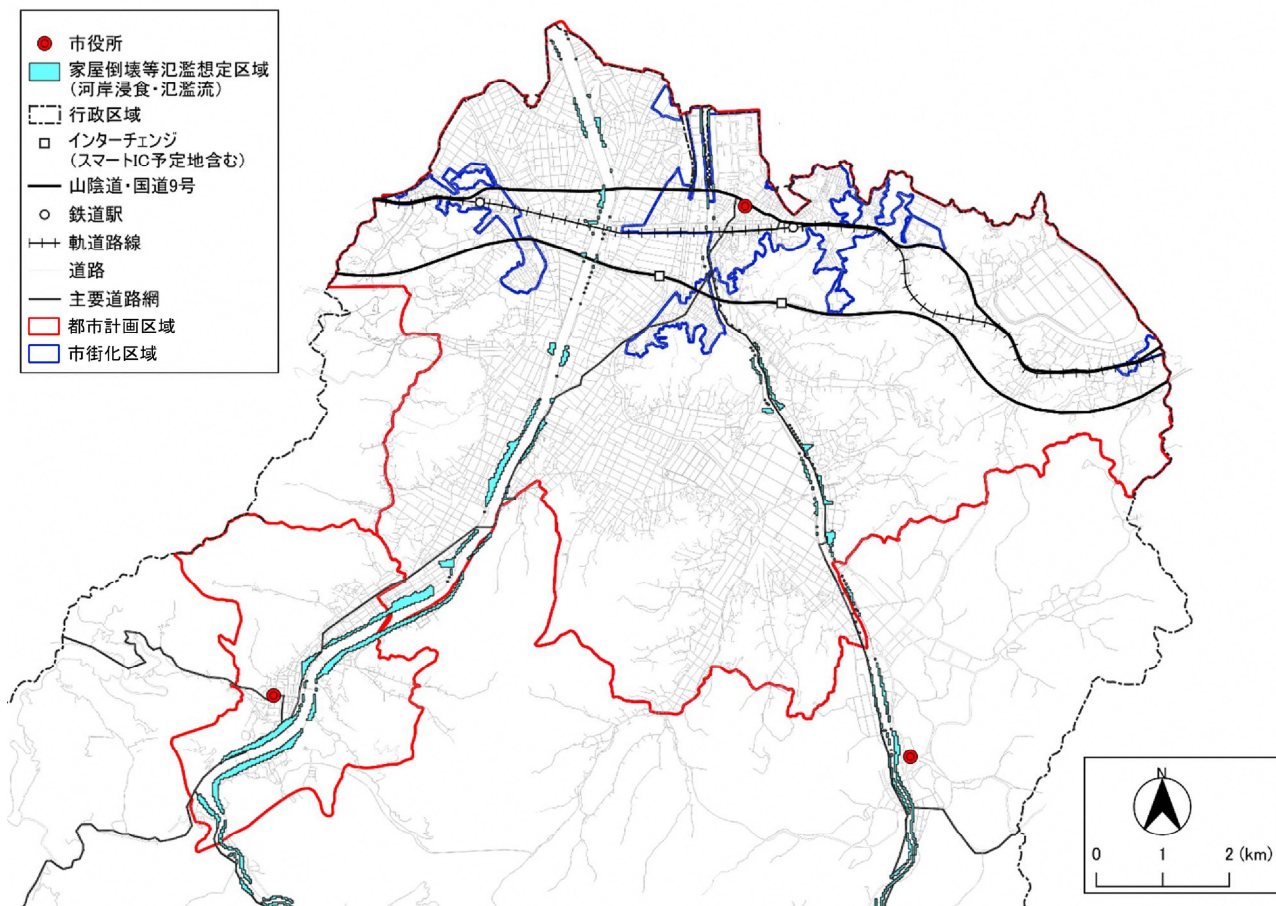 市役所
家屋倒壊等氾濫想定区域
(河岸浸食・氾濫流)
行政区域
インターチェンジ
(スマートIC予定地含む)
山陰道・国道9号
鉄道駅
軌道路線
道路
主要道路網
都市計画区域
市街化区域
N
0 1 2 (km)